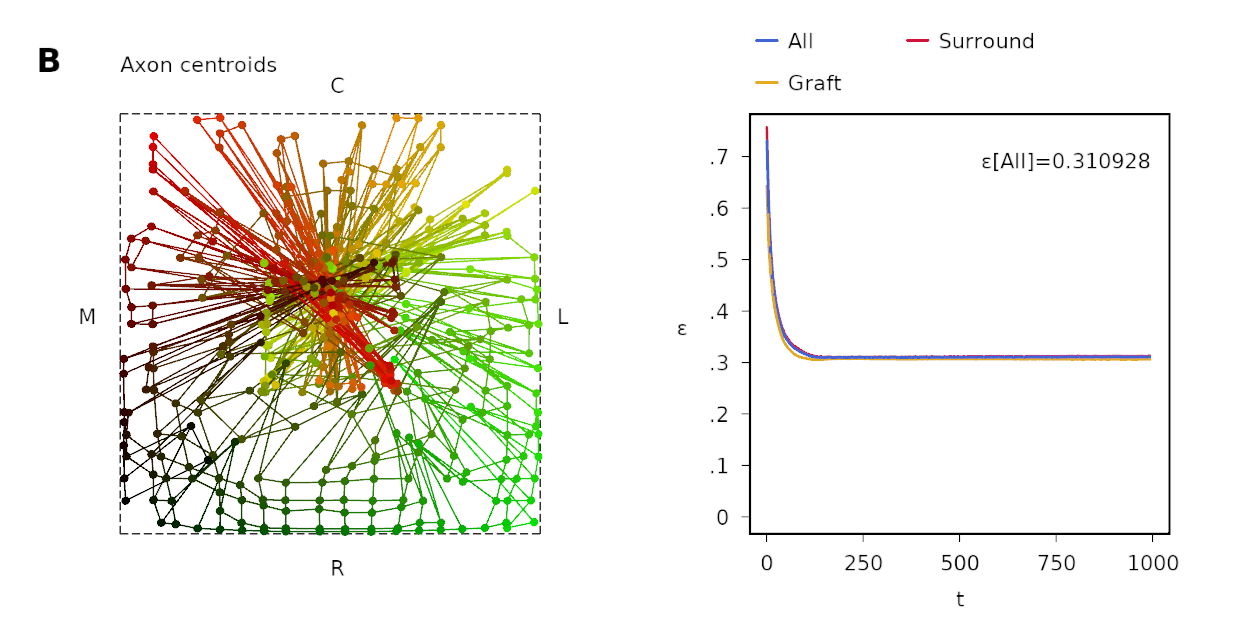 B
Axon centroids
C
M
L
R
All
Surround
Graft
ε[All]=0.310928
ε
.7
.6
.5
.4
.3
.2
.1
0
0 250 500 750 1000
t